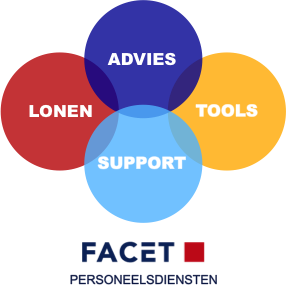 ADVIES
LONEN
TOOLS
SUPPORT
FACET
PERSONEELSDIENSTEN